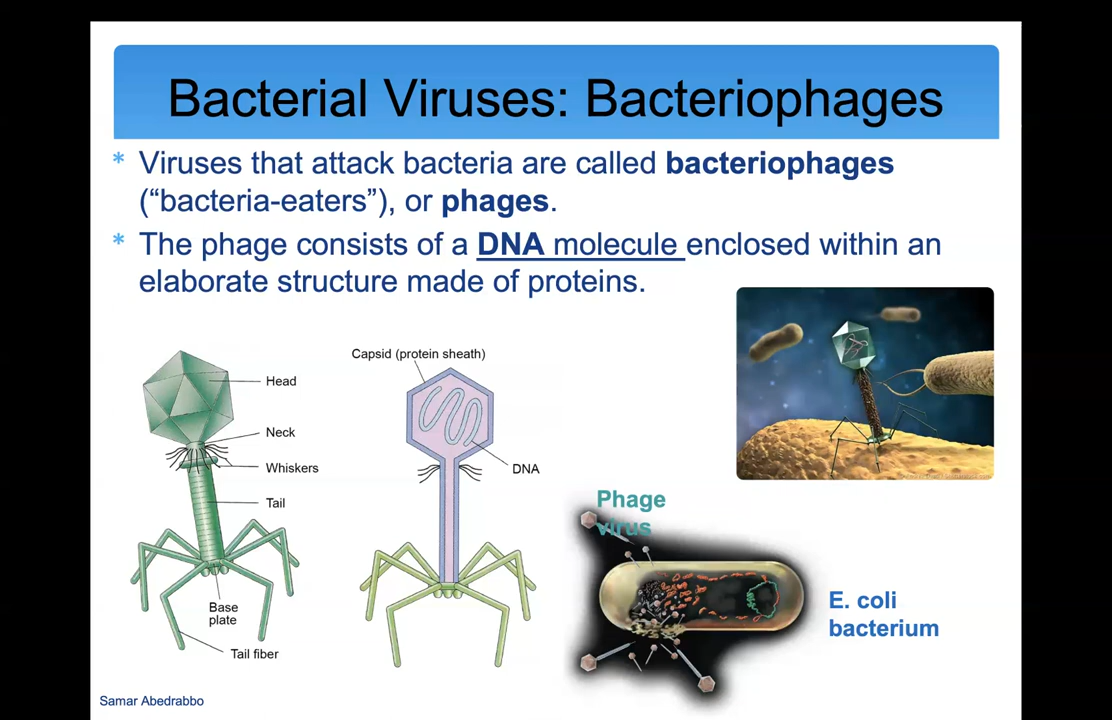 Bacterial Viruses: Bacteriophages
* Viruses that attack bacteria are called bacteriophages
(“bacteria-eaters”), or phages.
* The phage consists of a DNA molecule enclosed within an
elaborate structure made of proteins.
Head
Neck
Whiskers
Tail
Base
plate
Tail fiber
Capsid (protein sheath)
DNA
Phage
virus
E. coli
bacterium
Samar Abedrabbo